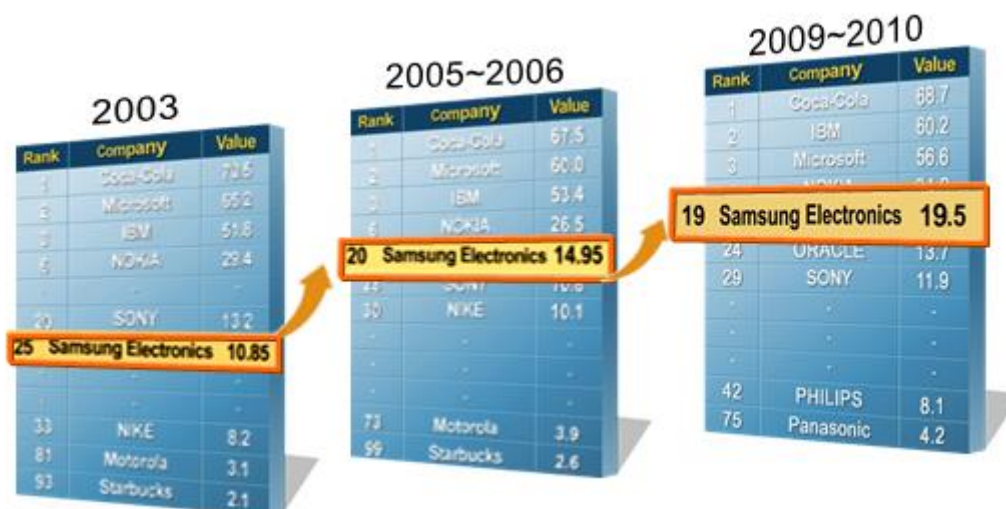 2003
Rank Company Value
1 Coca-Cola 70.5
2 Microsoft 65.2
3 IBM 51.8
6 NOKIA 29.4
- - -
20 SONY 13.2
25 Samsung Electronics 10.85
- - -
- - -
33 NIKE 8.2
81 Motorola 3.1
93 Starbucks 2.1
2005~2006
Rank Company Value
1 Coca-Cola 67.5
2 Microsoft 60.0
3 IBM 53.4
6 NOKIA 26.5
20 Samsung Electronics 14.95
SONY
30 NIKE 10.1
- - -
- - -
- - -
73 Motorola 3.9
99 Starbucks 2.6
2009~2010
Rank Company Value
1 Coca-Cola 68.7
2 IBM 60.2
3 Microsoft 56.6
NOKIA
19 Samsung Electronics 19.5
24 ORACLE 13.7
29 SONY 11.9
- - -
- - -
- - -
42 PHILIPS 8.1
75 Panasonic 4.2